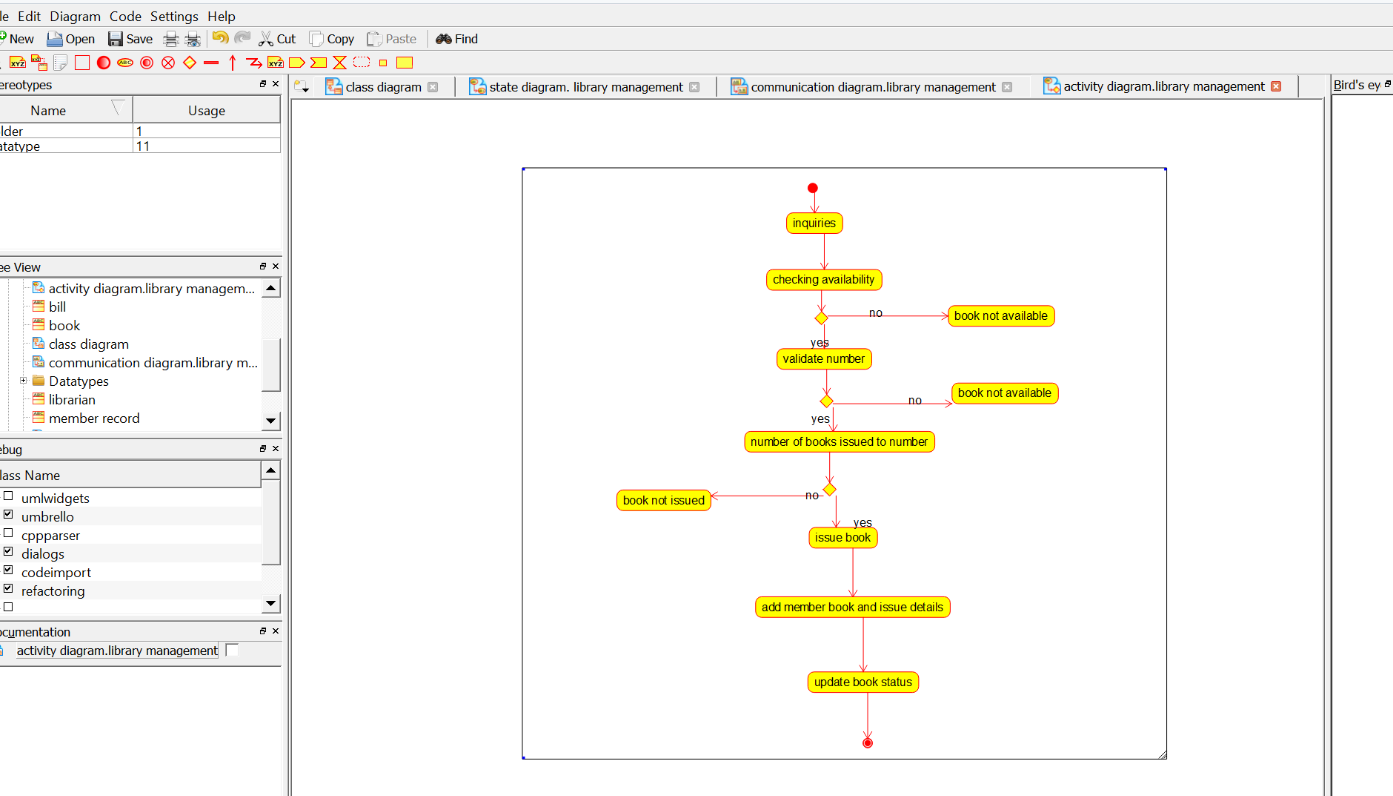 le Edit Diagram Code Settings Help
New Open Save Cut Copy Paste Find
XYZ ABC XYZ
ereotypes
class diagram
state diagram. library management
communication diagram.library management
activity diagram.library management
Bird's ey
Name Usage
lder 1
atatype 11
ee View
activity diagram.library managem...
bill
book
class diagram
communication diagram.library m...
Datatypes
librarian
member record
ebug
lass Name
umlwidgets
umbrello
cppparser
dialogs
codeimport
refactoring
ocumentation
activity diagram.library management
inquiries
checking availability
no
book not available
yes
validate number
no
book not available
yes
number of books issued to number
no
book not issued
yes
issue book
add member book and issue details
update book status